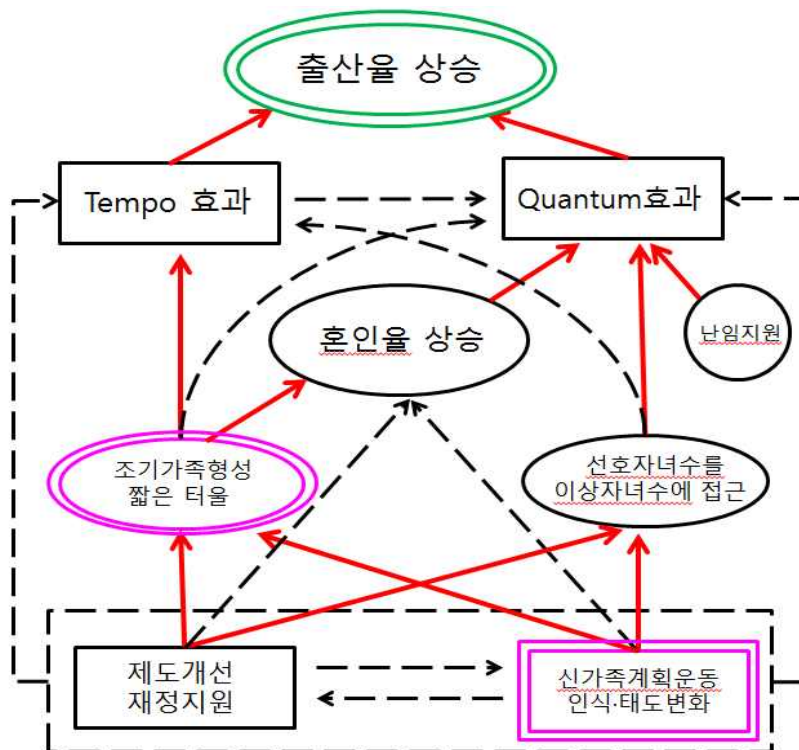 출산율 상승
Tempo 효과
Quantum효과
혼인율 상승
난임지원
조기가족형성
짧은 터울
선호자녀수를
이상자녀수에 접근
제도개선
재정지원
신가족계획운동
인식·태도변화